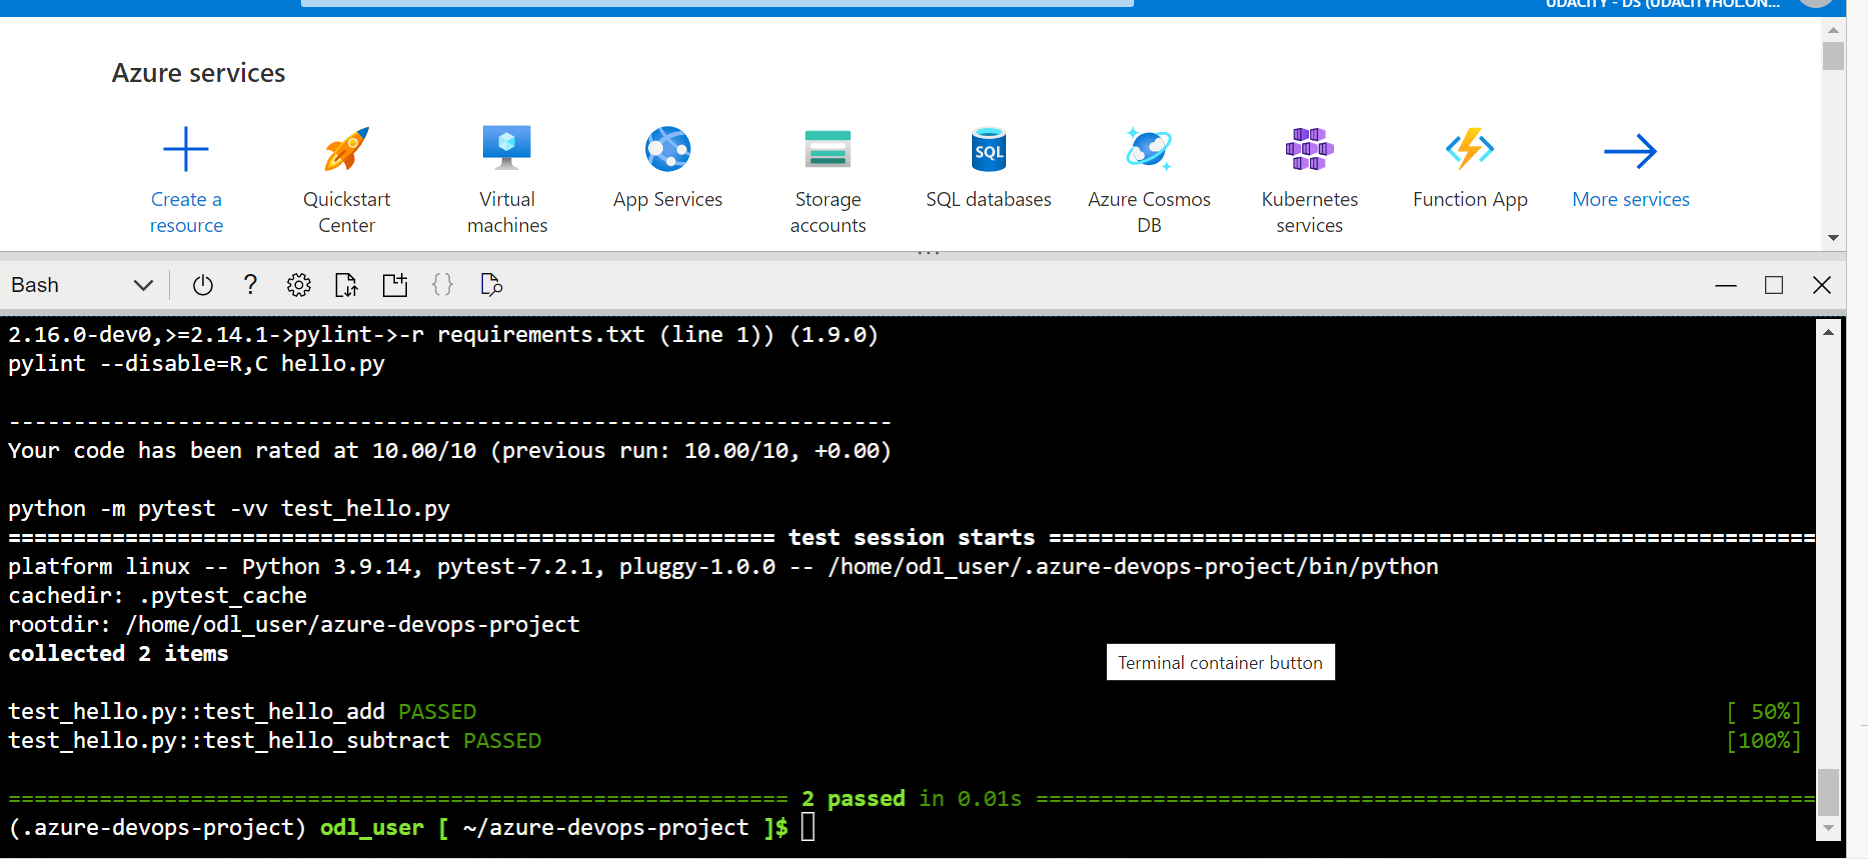 UDACITY - DS (UDACITYHOL.ON...
Azure services
Create a resource
Quickstart Center
Virtual machines
App Services
Storage accounts
SQL
SQL databases
Azure Cosmos DB
Kubernetes services
Function App
More services
Bash
?
{}
2.16.0-dev0,>=2.14.1->pylint->-r requirements.txt (line 1)) (1.9.0)
pylint --disable=R,C hello.py
--------------------------------------------------------------------
Your code has been rated at 10.00/10 (previous run: 10.00/10, +0.00)
python -m pytest -vv test_hello.py
=========================================================== test session starts ===========================================================
platform linux -- Python 3.9.14, pytest-7.2.1, pluggy-1.0.0 -- /home/odl_user/.azure-devops-project/bin/python
cachedir: .pytest_cache
rootdir: /home/odl_user/azure-devops-project
collected 2 items
Terminal container button
test_hello.py::test_hello_add PASSED [ 50%]
test_hello.py::test_hello_subtract PASSED [100%]
============================================================ 2 passed in 0.01s ============================================================
(.azure-devops-project) odl_user [ ~/azure-devops-project ]$